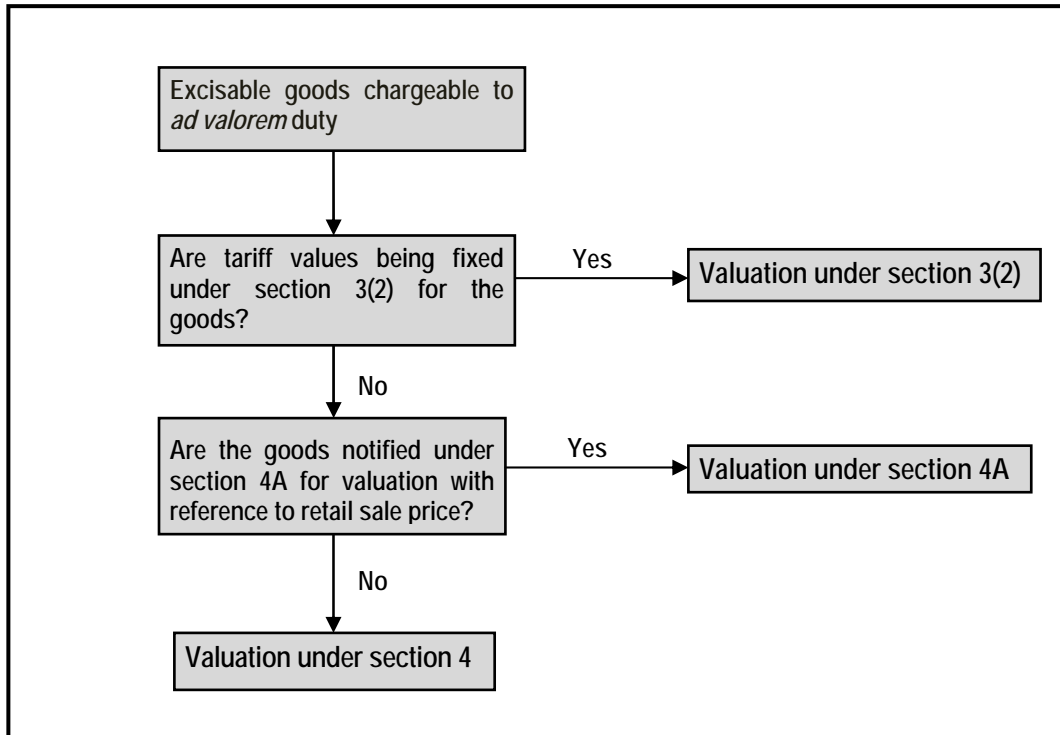 Excisable goods chargeable to
ad valorem duty
Are tariff values being fixed
under section 3(2) for the
goods?
Yes
Valuation under section 3(2)
No
Are the goods notified under
section 4A for valuation with
reference to retail sale price?
Yes
Valuation under section 4A
No
Valuation under section 4